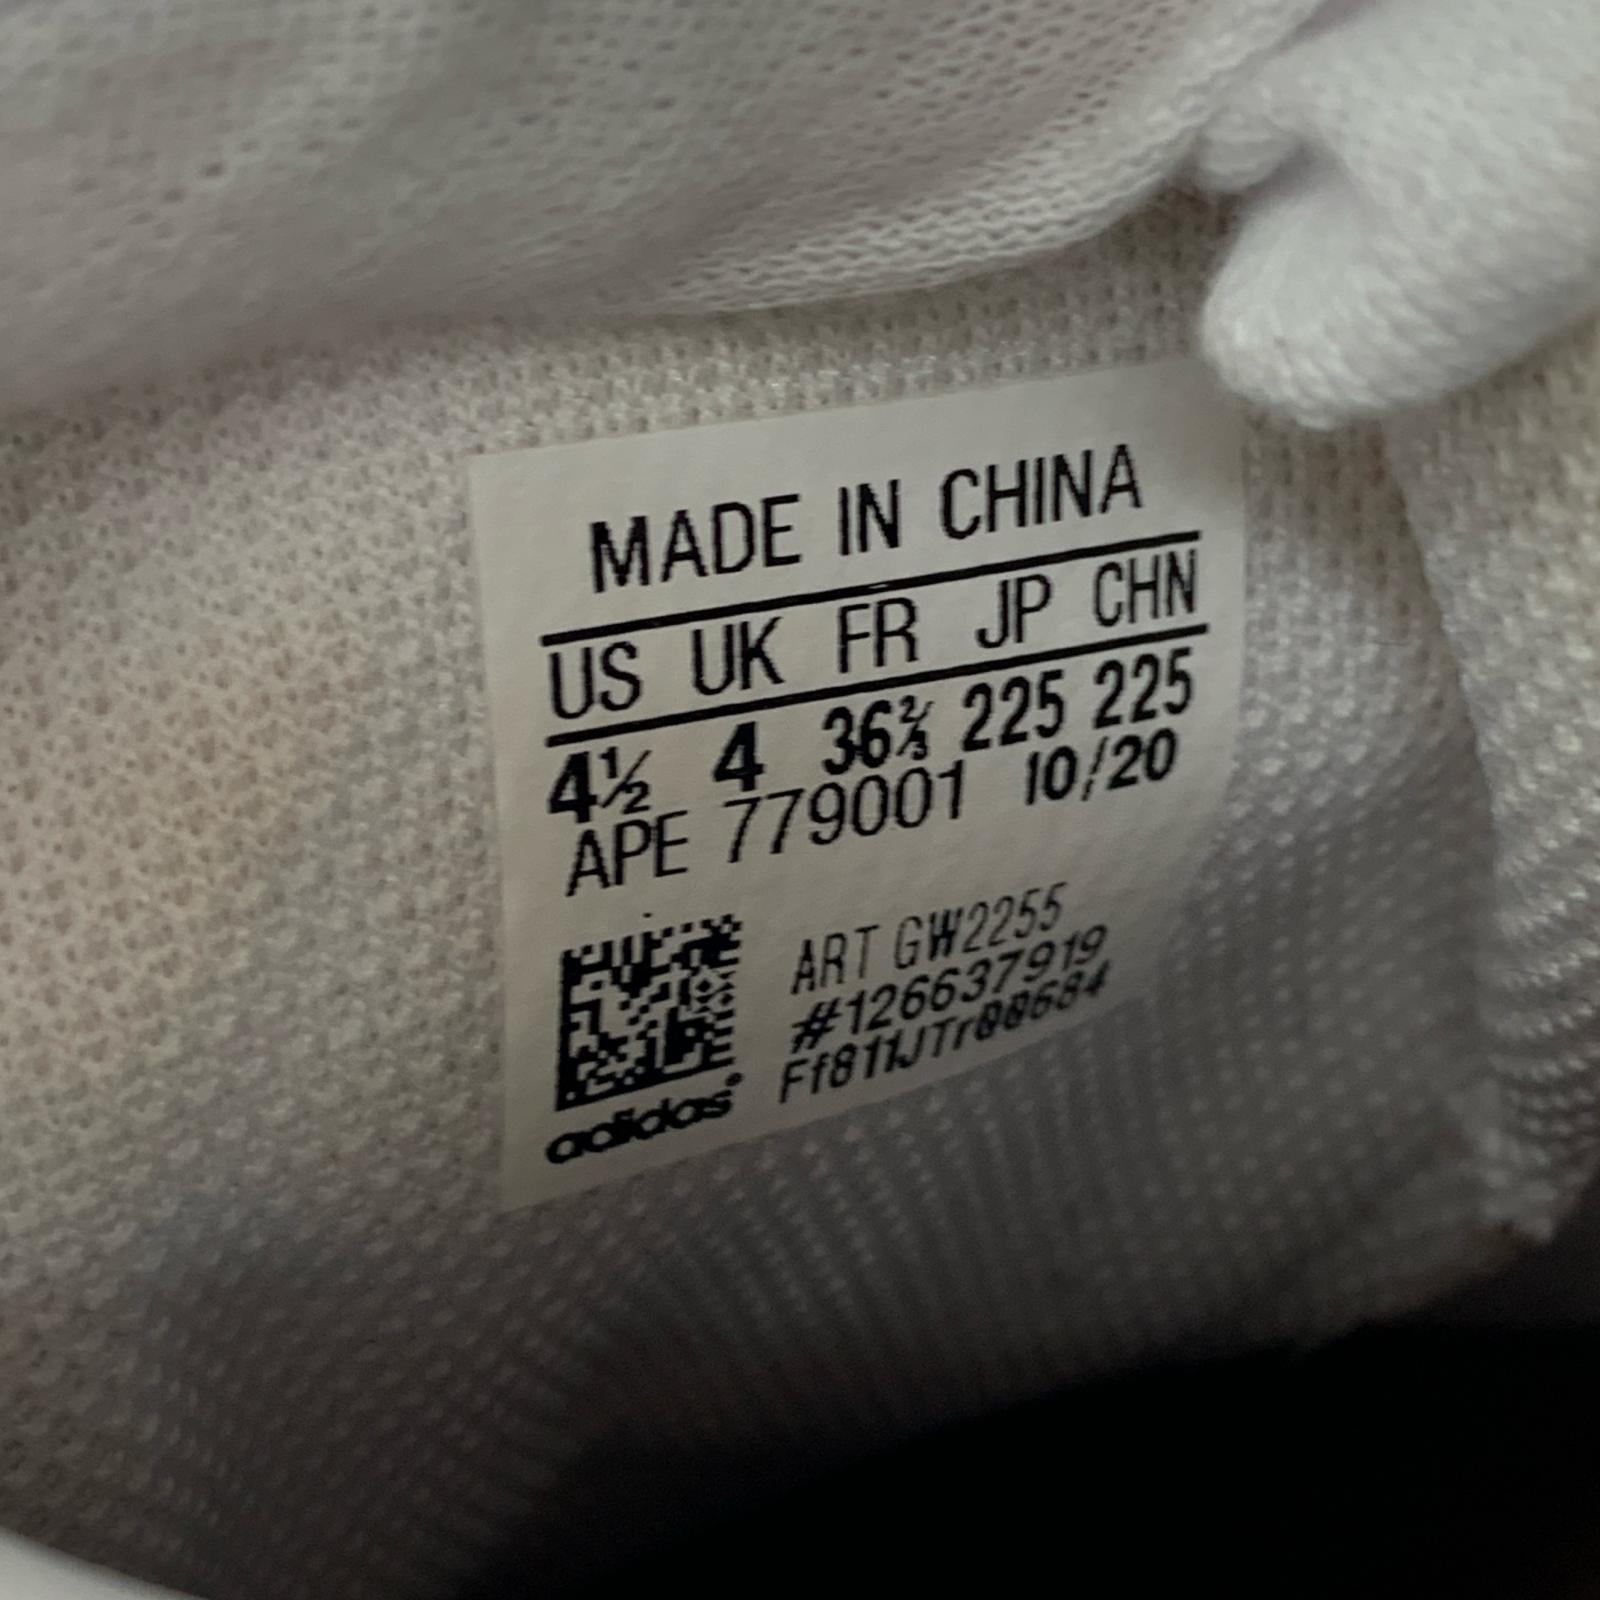 MADE IN CHINA
US UK FR JP CHN
4½ 4 36⅔ 225 225
APE 779001 10/20
ART GW2255
#126637919
Ff811JTr00684
adidas®